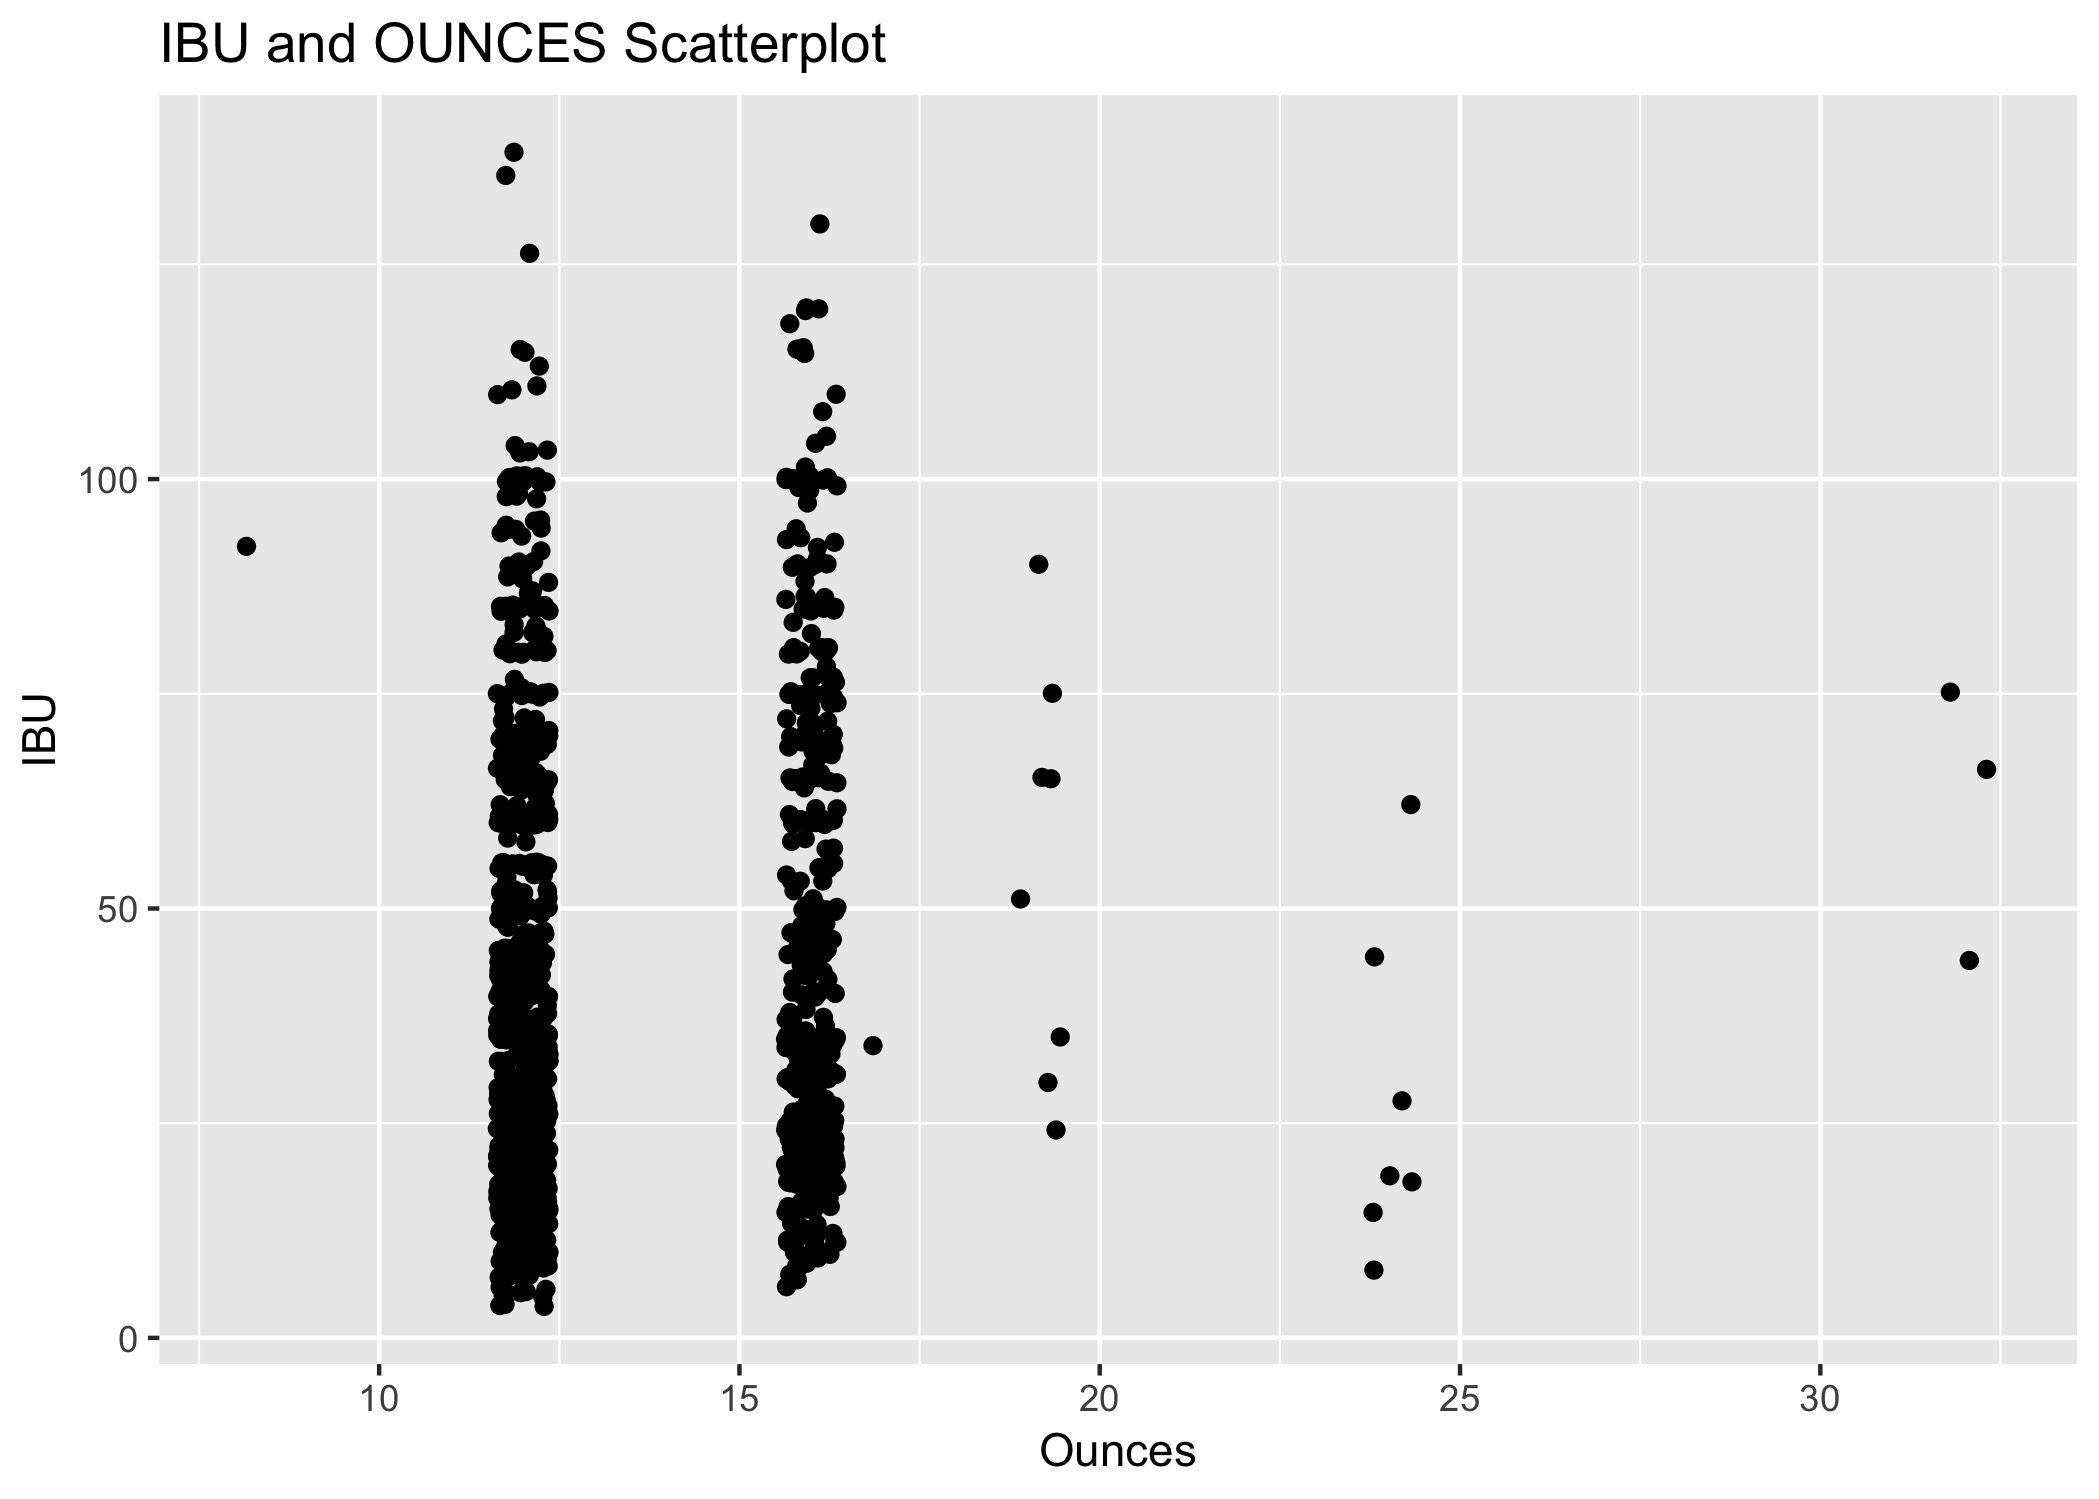 IBU and OUNCES Scatterplot
IBU
100
50
0
10 15 20 25 30
Ounces